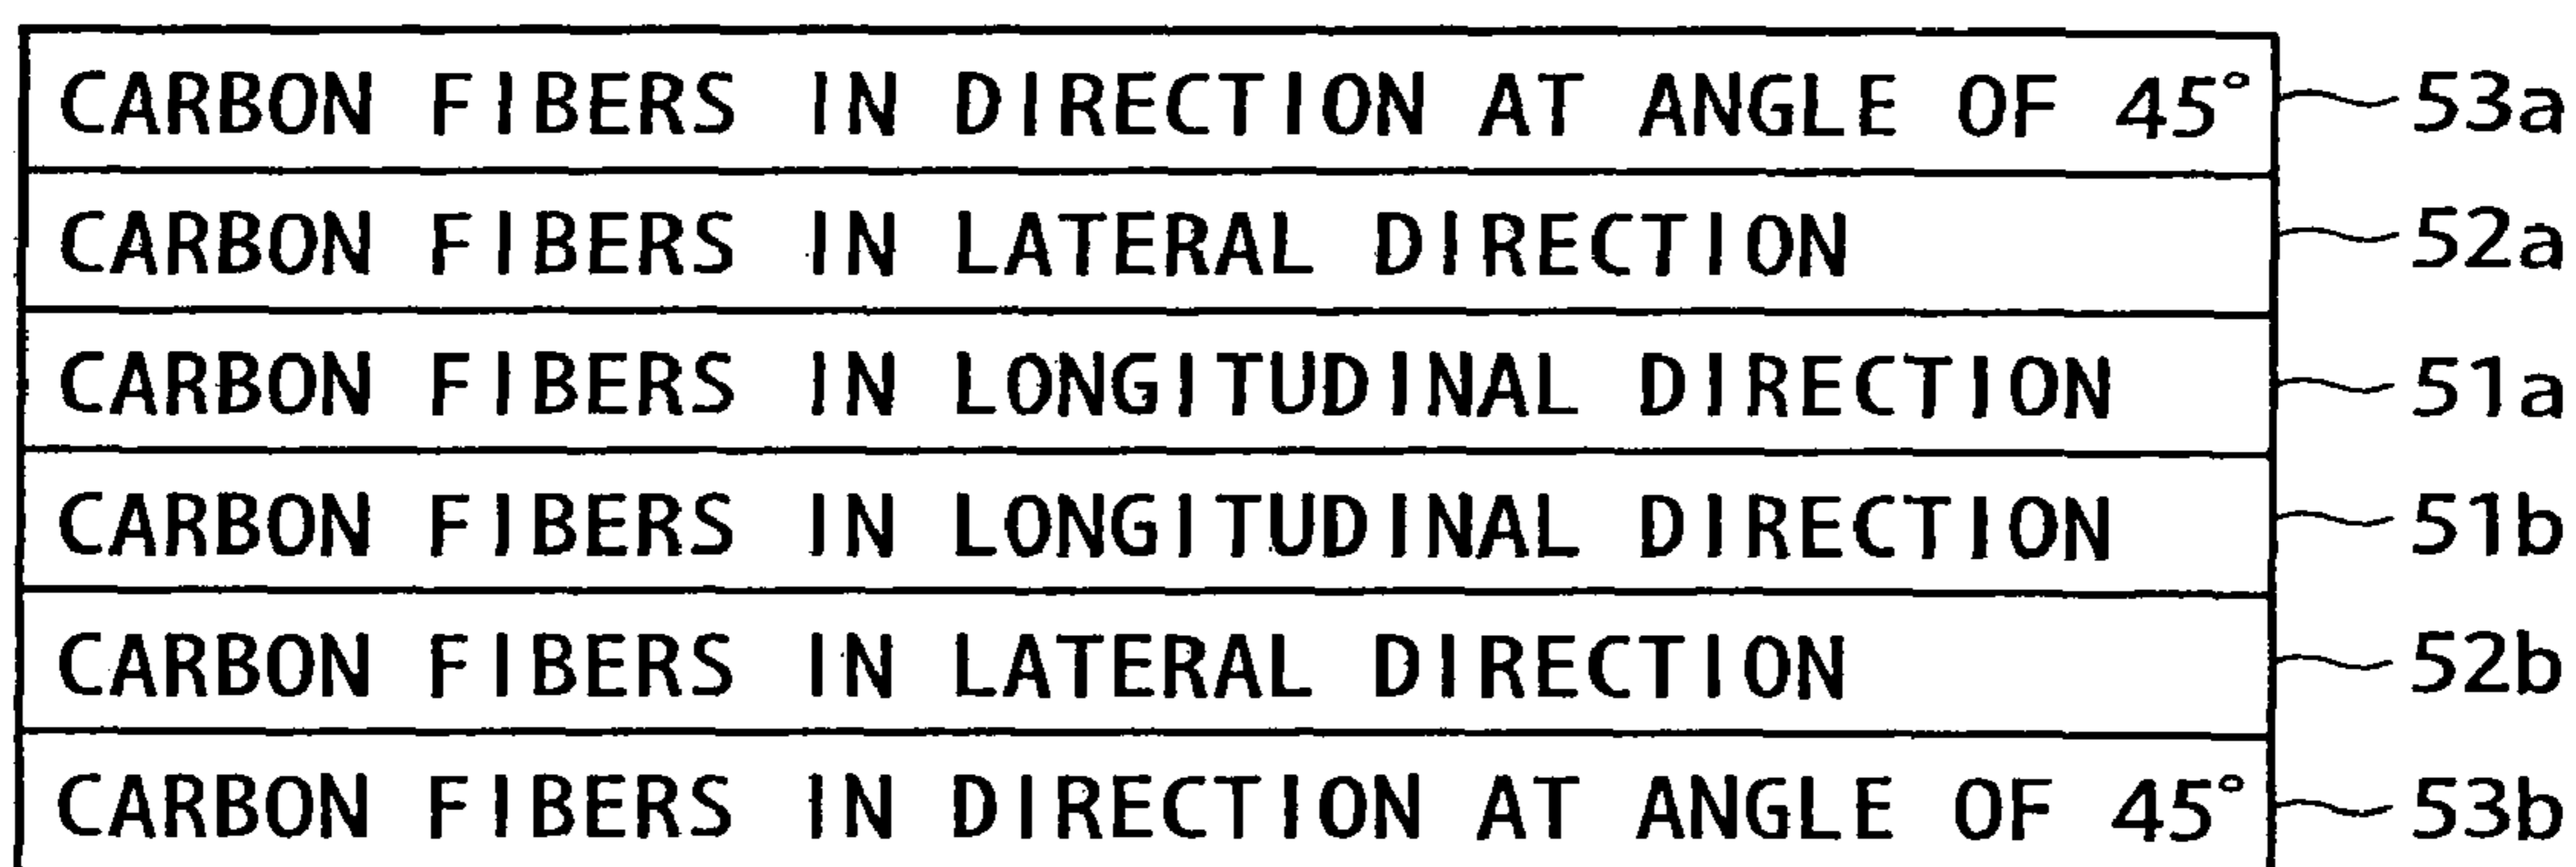 CARBON FIBERS IN DIRECTION AT ANGLE OF 45° 53a
CARBON FIBERS IN LATERAL DIRECTION 52a
CARBON FIBERS IN LONGITUDINAL DIRECTION 51a
CARBON FIBERS IN LONGITUDINAL DIRECTION 51b
CARBON FIBERS IN LATERAL DIRECTION 52b
CARBON FIBERS IN DIRECTION AT ANGLE OF 45° 53b